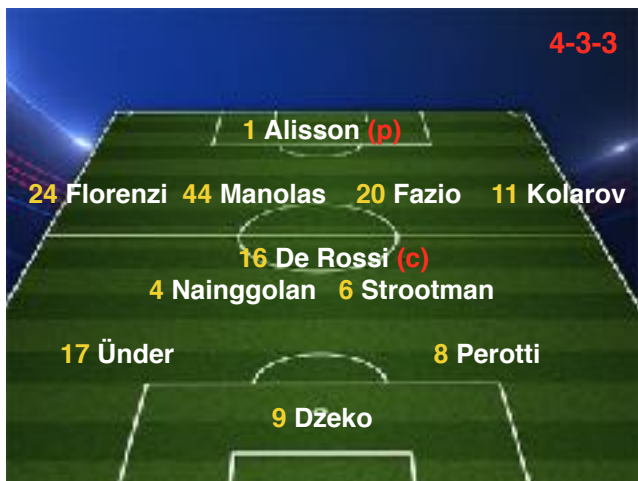 4-3-3
1 Alisson (p)
24 Florenzi 44 Manolas 20 Fazio 11 Kolarov
16 De Rossi (c)
4 Nainggolan 6 Strootman
17 Ünder 8 Perotti
9 Dzeko